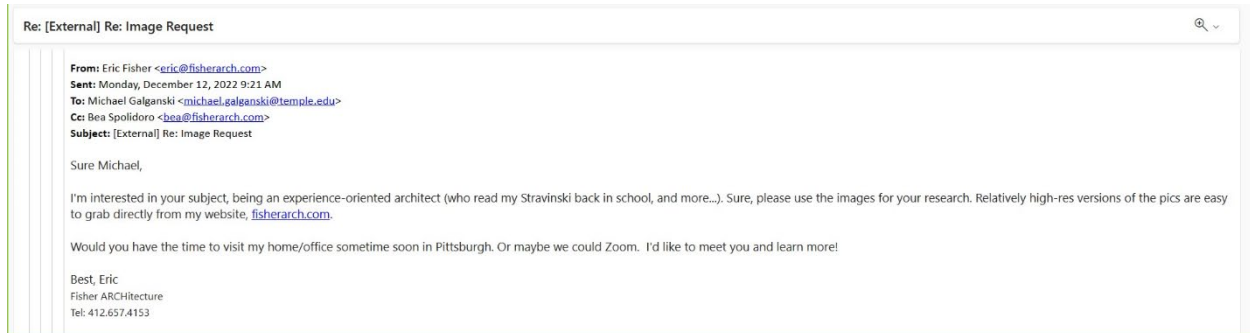 Re: [External] Re: Image Request
From: Eric Fisher <eric@fisherarch.com>
Sent: Monday, December 12, 2022 9:21 AM
To: Michael Galganski <michael.galganski@temple.edu>
Cc: Bea Spolidoro <bea@fisherarch.com>
Subject: [External] Re: Image Request
Sure Michael,
I'm interested in your subject, being an experience-oriented architect (who read my Stravinski back in school, and more...). Sure, please use the images for your research. Relatively high-res versions of the pics are easy
to grab directly from my website, fisherarch.com.
Would you have the time to visit my home/office sometime soon in Pittsburgh. Or maybe we could Zoom. I'd like to meet you and learn more!
Best, Eric
Fisher ARCHitecture
Tel: 412.657.4153